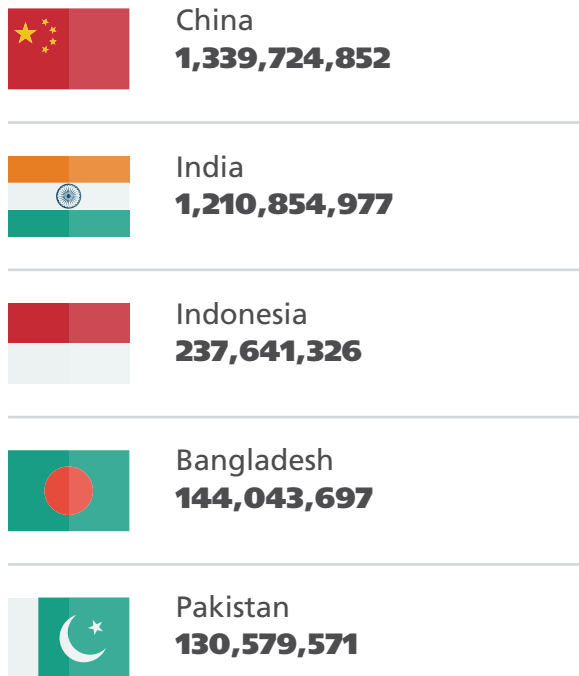 China
1,339,724,852
India
1,210,854,977
Indonesia
237,641,326
Bangladesh
144,043,697
Pakistan
130,579,571